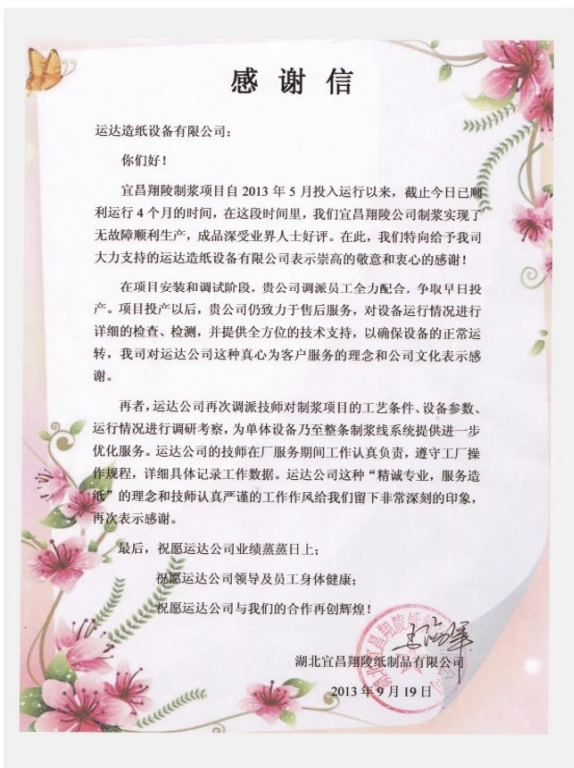 感谢信
运达造纸设备有限公司：
你们好！
宜昌翔陵制浆项目自2013年5月投入运行以来，截止今日已顺
利运行4个月的时间，在这段时间里，我们宜昌翔陵公司制浆实现了
无故障顺利生产，成品深受业界人士好评。在此，我们特向给予我司
大力支持的运达造纸设备有限公司表示崇高的敬意和衷心的感谢！
在项目安装和调试阶段，贵公司调派员工全力配合，争取早日投
产。项目投产以后，贵公司仍致力于售后服务，对设备运行情况进行
详细的检查、检测，并提供全方位的技术支持，以确保设备的正常运
转，我司对运达公司这种真心为客户服务的理念和公司文化表示感
谢。
再者，运达公司再次调派技师对制浆项目的工艺条件、设备参数、
运行情况进行调研考察，为单体设备乃至整条制浆线系统提供进一步
优化服务。运达公司的技师在厂服务期间工作认真负责，遵守工厂操
作规程，详细具体记录工作数据。运达公司这种“精诚专业，服务造
纸”的理念和技师认真严谨的工作作风给我们留下非常深刻的印象，
再次表示感谢。
最后，祝愿运达公司业绩蒸蒸日上；
祝愿运达公司领导及员工身体健康；
祝愿运达公司与我们的合作再创辉煌！
湖北宜昌翔陵纸制品有限公司
2013年9月19日